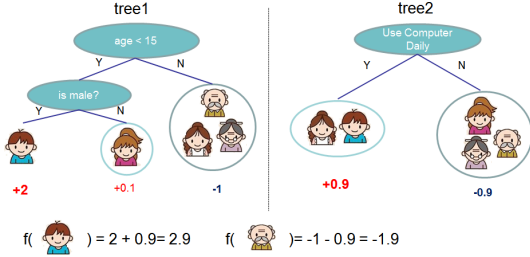 tree1
tree2
age < 15
Use Computer
Daily
Y
N
Y
N
is male?
Y
N
+2
+0.1
-1
+0.9
-0.9
f( ) = 2 + 0.9= 2.9
f( )= -1 - 0.9 = -1.9